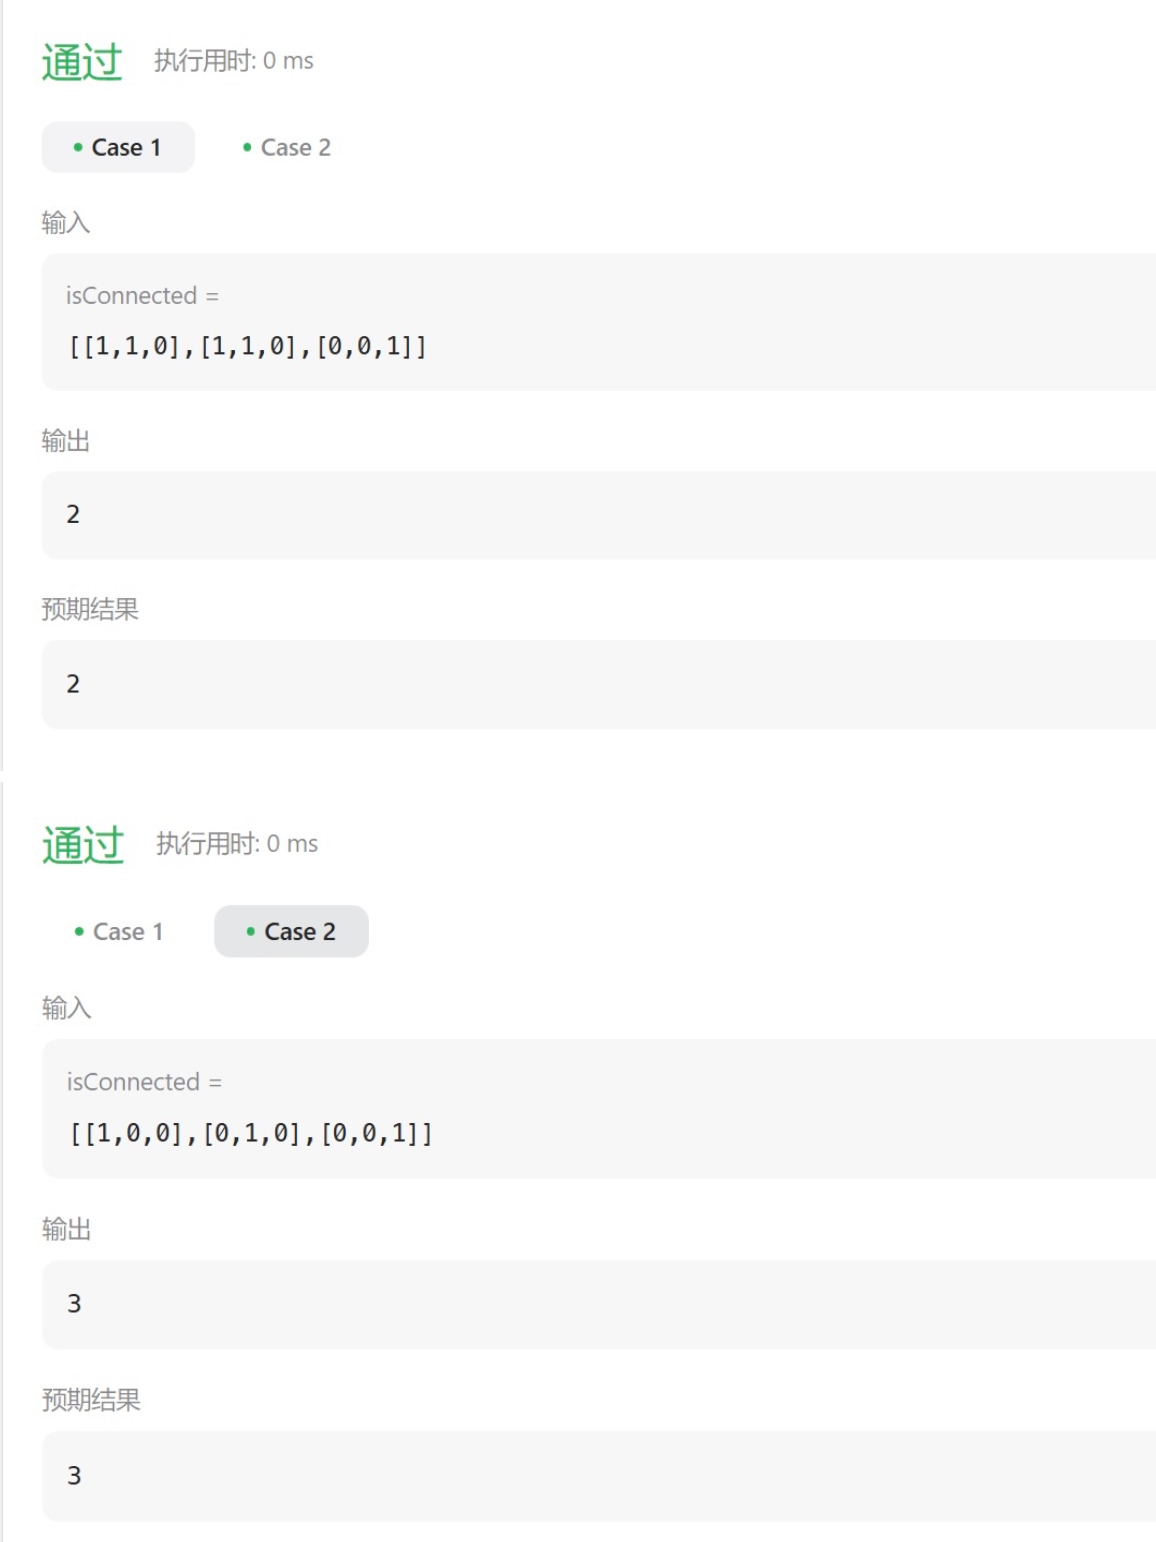 通过 执行用时: 0 ms
Case 1 Case 2
输入
isConnected =
[[1,1,0],[1,1,0],[0,0,1]]
输出
2
预期结果
2
通过 执行用时: 0 ms
Case 1 Case 2
输入
isConnected =
[[1,0,0],[0,1,0],[0,0,1]]
输出
3
预期结果
3